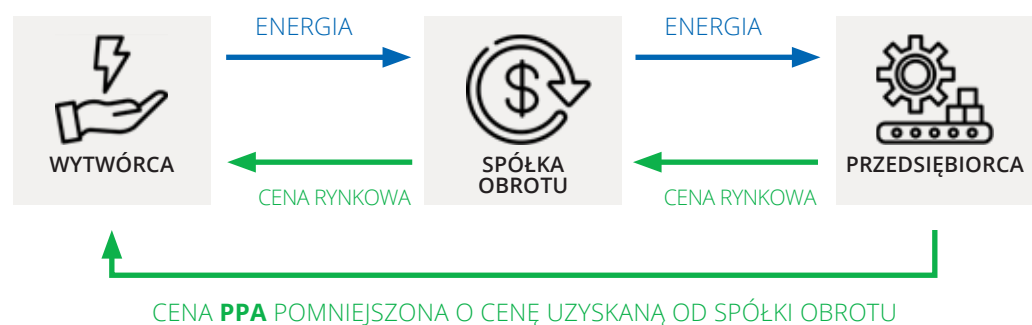 ENERGIA
ENERGIA
WYTWÓRCA
SPÓŁKA
OBROTU
PRZEDSIĘBIORCA
CENA RYNKOWA
CENA RYNKOWA
CENA PPA POMNIEJSZONA O CENĘ UZYSKANĄ OD SPÓŁKI OBROTU